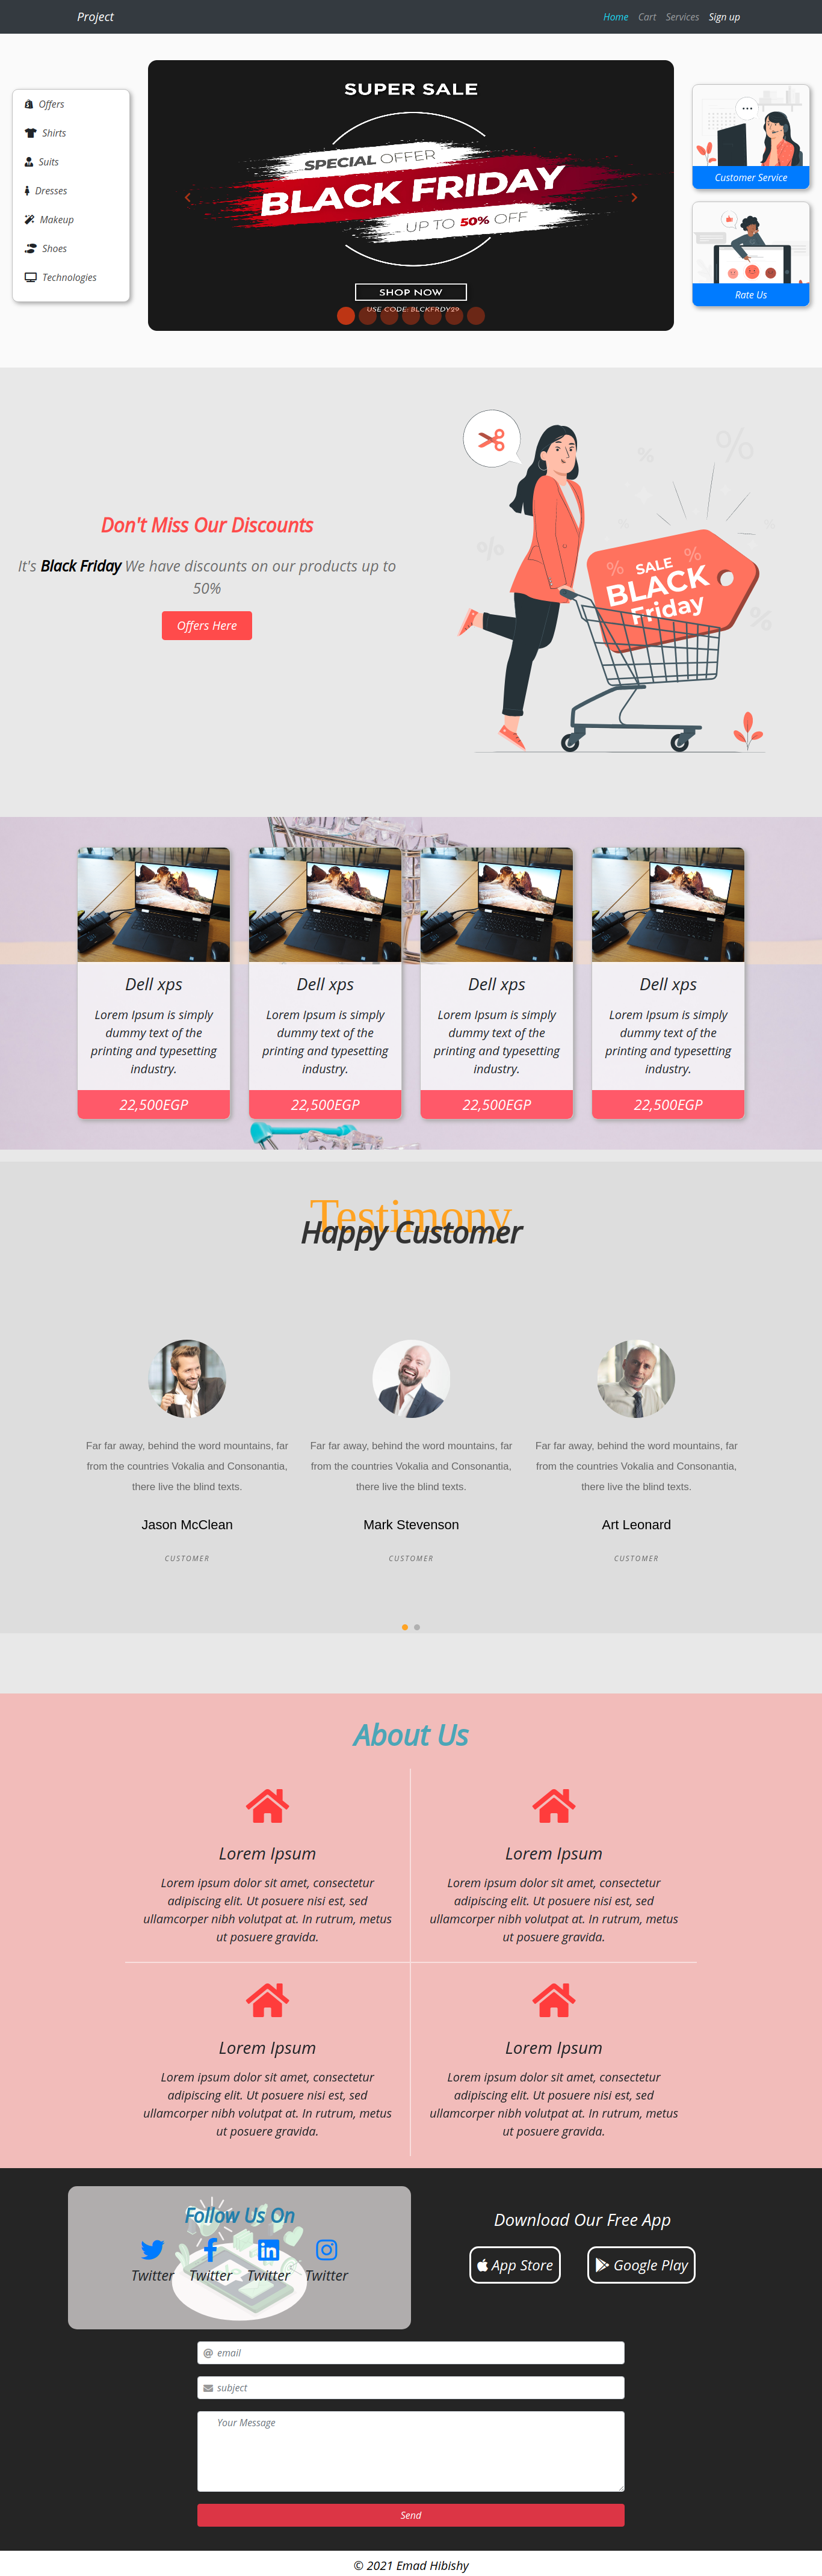 Project
Home Cart Services Sign up
Offers
Shirts
Suits
Dresses
Makeup
Shoes
Technologies
SUPER SALE
SPECIAL OFFER
BLACK FRIDAY
UP TO 50% OFF
SHOP NOW
USE CODE: BLCKFRDY29
Customer Service
Rate Us
Don't Miss Our Discounts
It's Black Friday We have discounts on our products up to
50%
Offers Here
%
%
%
%
%
%
SALE
BLACK
Friday
Dell xps
Lorem Ipsum is simply
dummy text of the
printing and typesetting
industry.
22,500EGP
Dell xps
Lorem Ipsum is simply
dummy text of the
printing and typesetting
industry.
22,500EGP
Dell xps
Lorem Ipsum is simply
dummy text of the
printing and typesetting
industry.
22,500EGP
Dell xps
Lorem Ipsum is simply
dummy text of the
printing and typesetting
industry.
22,500EGP
Testimony
Happy Customer
Far far away, behind the word mountains, far
from the countries Vokalia and Consonantia,
there live the blind texts.
Jason McClean
CUSTOMER
Far far away, behind the word mountains, far
from the countries Vokalia and Consonantia,
there live the blind texts.
Mark Stevenson
CUSTOMER
Far far away, behind the word mountains, far
from the countries Vokalia and Consonantia,
there live the blind texts.
Art Leonard
CUSTOMER
About Us
Lorem Ipsum
Lorem ipsum dolor sit amet, consectetur
adipiscing elit. Ut posuere nisi est, sed
ullamcorper nibh volutpat at. In rutrum, metus
ut posuere gravida.
Lorem Ipsum
Lorem ipsum dolor sit amet, consectetur
adipiscing elit. Ut posuere nisi est, sed
ullamcorper nibh volutpat at. In rutrum, metus
ut posuere gravida.
Lorem Ipsum
Lorem ipsum dolor sit amet, consectetur
adipiscing elit. Ut posuere nisi est, sed
ullamcorper nibh volutpat at. In rutrum, metus
ut posuere gravida.
Lorem Ipsum
Lorem ipsum dolor sit amet, consectetur
adipiscing elit. Ut posuere nisi est, sed
ullamcorper nibh volutpat at. In rutrum, metus
ut posuere gravida.
Follow Us On
Twitter Twitter Twitter Twitter
Download Our Free App
App Store Google Play
@ email
subject
Your Message
Send
© 2021 Emad Hibishy